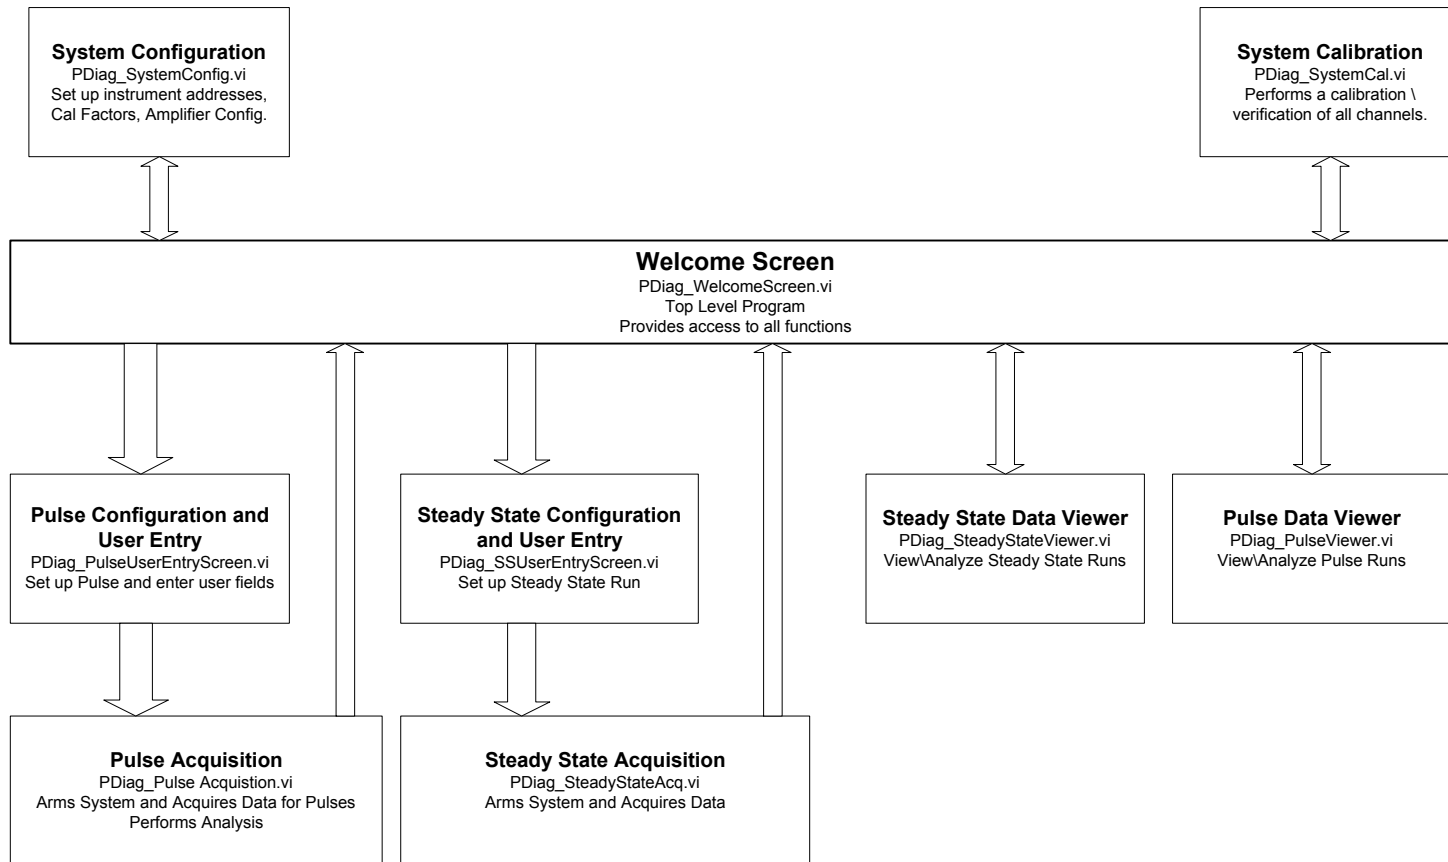 System Configuration
PDiag_SystemConfig.vi
Set up instrument addresses,
Cal Factors, Amplifier Config.
System Calibration
PDiag_SystemCal.vi
Performs a calibration \
verification of all channels.
Welcome Screen
PDiag_WelcomeScreen.vi
Top Level Program
Provides access to all functions
Pulse Configuration and
User Entry
PDiag_PulseUserEntryScreen.vi
Set up Pulse and enter user fields
Steady State Configuration
and User Entry
PDiag_SSUserEntryScreen.vi
Set up Steady State Run
Steady State Data Viewer
PDiag_SteadyStateViewer.vi
View\Analyze Steady State Runs
Pulse Data Viewer
PDiag_PulseViewer.vi
View\Analyze Pulse Runs
Pulse Acquisition
PDiag_Pulse Acquistion.vi
Arms System and Acquires Data for Pulses
Performs Analysis
Steady State Acquisition
PDiag_SteadyStateAcq.vi
Arms System and Acquires Data